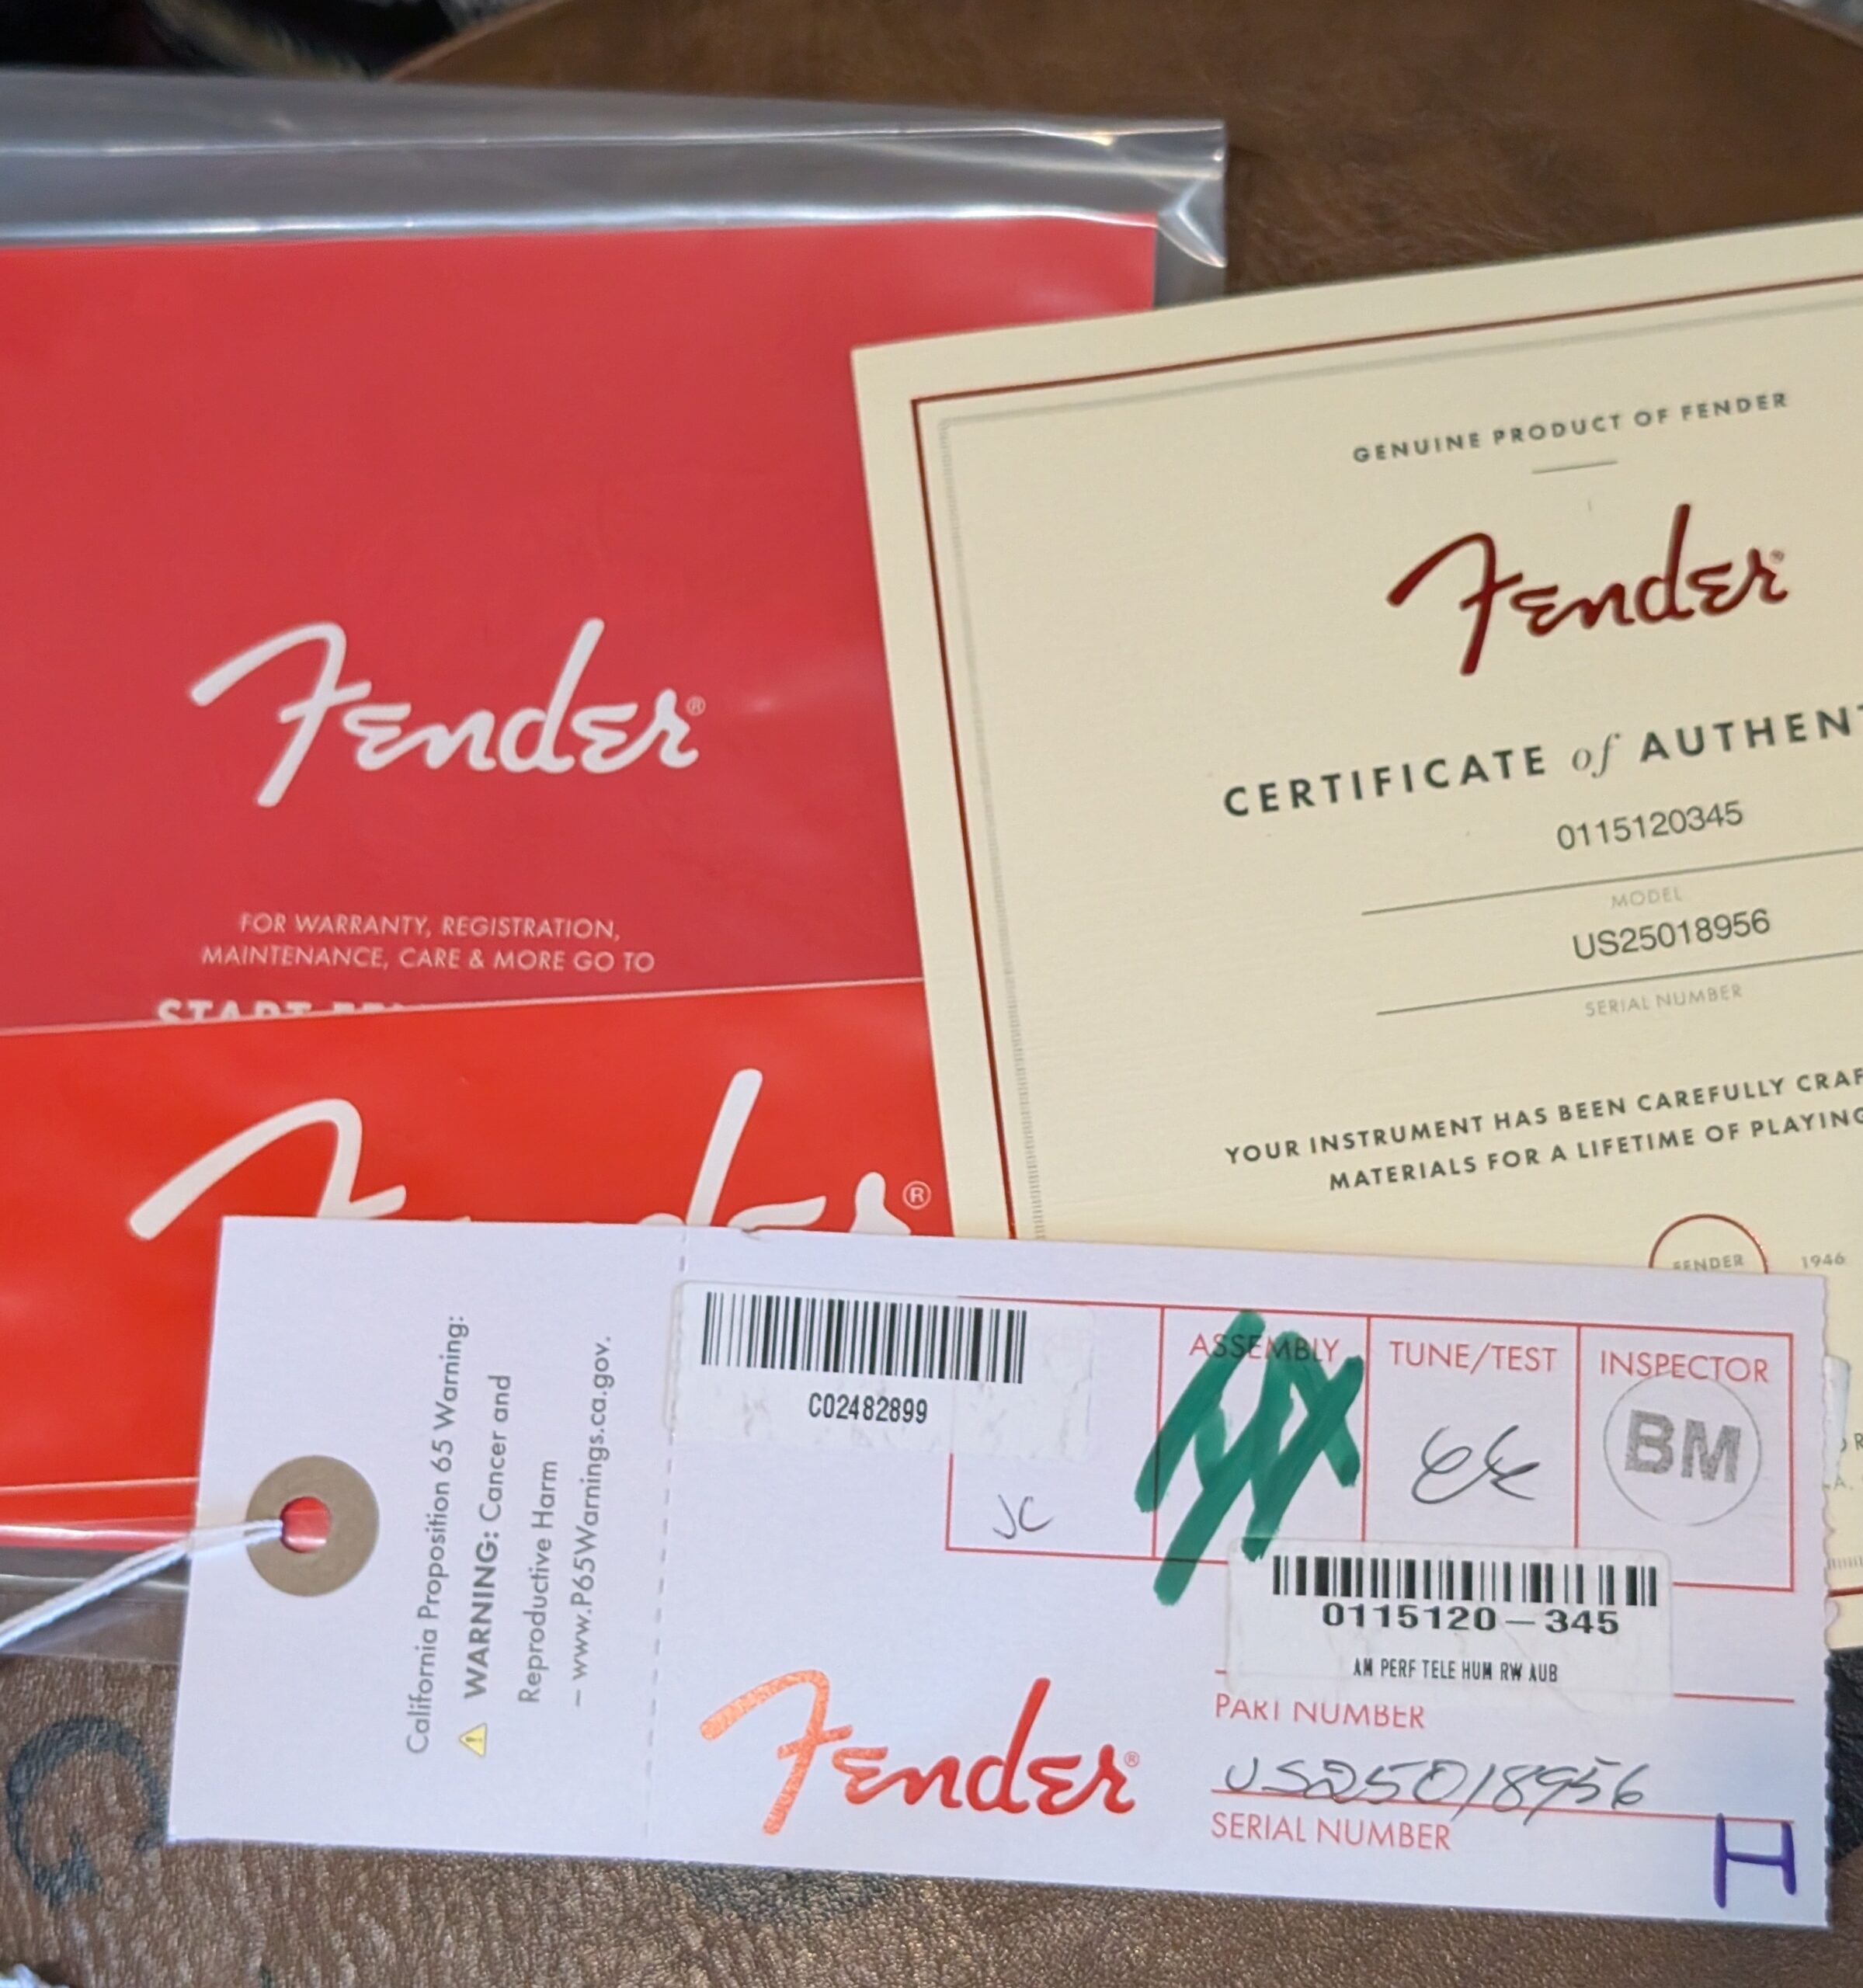 Fender®
FOR WARRANTY, REGISTRATION,
MAINTENANCE, CARE & MORE GO TO
START
Fender®
GENUINE PRODUCT OF FENDER
Fender®
CERTIFICATE of AUTHENT
0115120345
MODEL
US25018956
SERIAL NUMBER
YOUR INSTRUMENT HAS BEEN CAREFULLY CRAF
MATERIALS FOR A LIFETIME OF PLAYING
FENDER 1946
California Proposition 65 Warning:
WARNING: Cancer and
Reproductive Harm
– www.P65Warnings.ca.gov.
C02482899
JC
ASSEMBLY
TUNE/TEST
INSPECTOR
BM
0115120-345
AM PERF TELE HUM RW AUB
PART NUMBER
US25018956
SERIAL NUMBER
Fender®
H